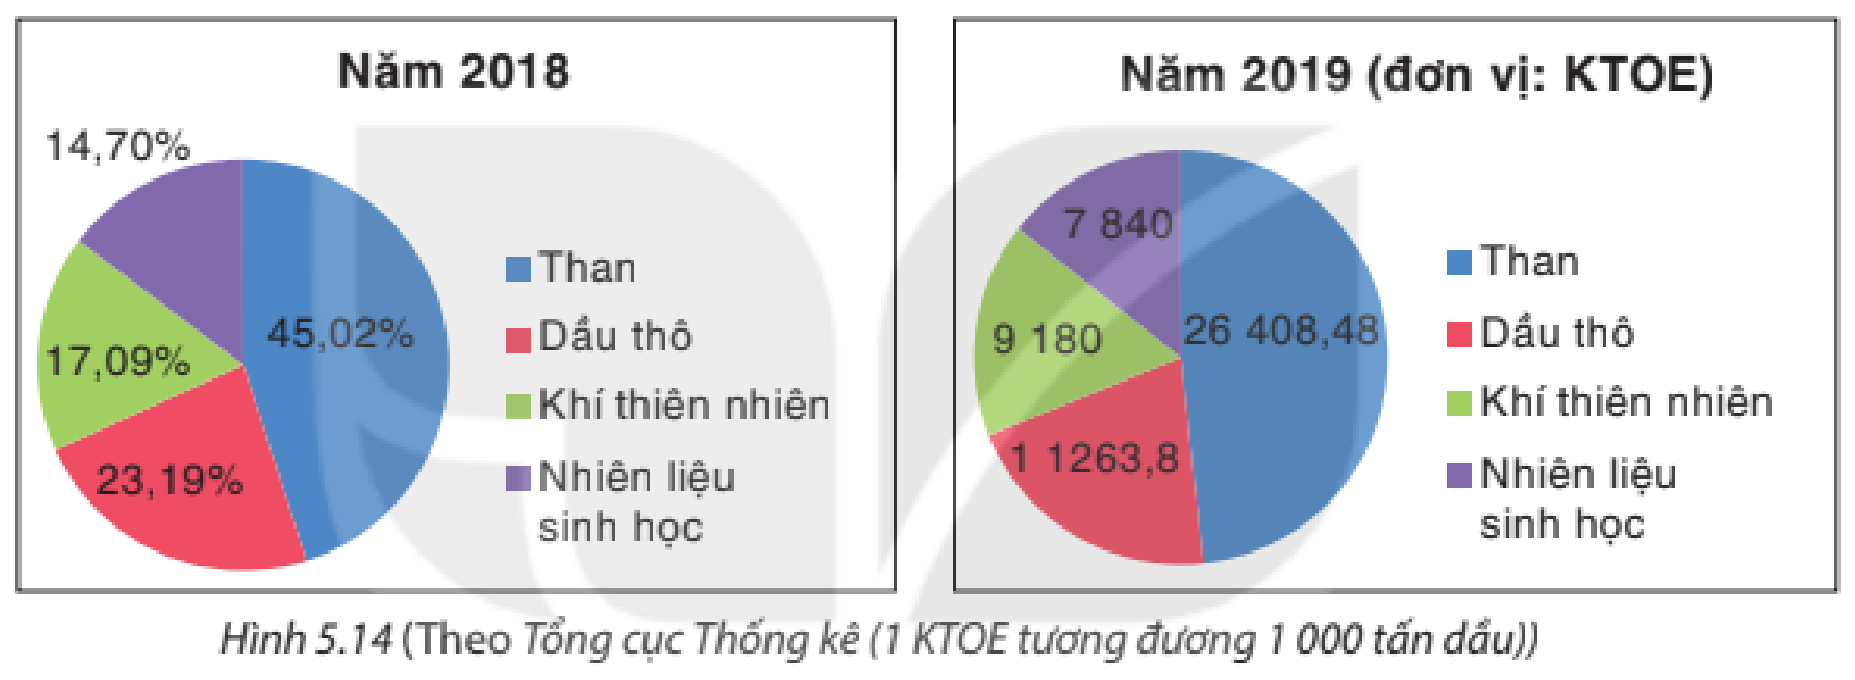 Năm 2018
14,70%
45,02%
17,09%
23,19%
Than
Dầu thô
Khí thiên nhiên
Nhiên liệu
sinh học
Năm 2019 (đơn vị: KTOE)
7 840
26 408,48
9 180
1 1263,8
Than
Dầu thô
Khí thiên nhiên
Nhiên liệu
sinh học
Hình 5.14 (Theo Tổng cục Thống kê (1 KTOE tương đương 1 000 tấn dầu))